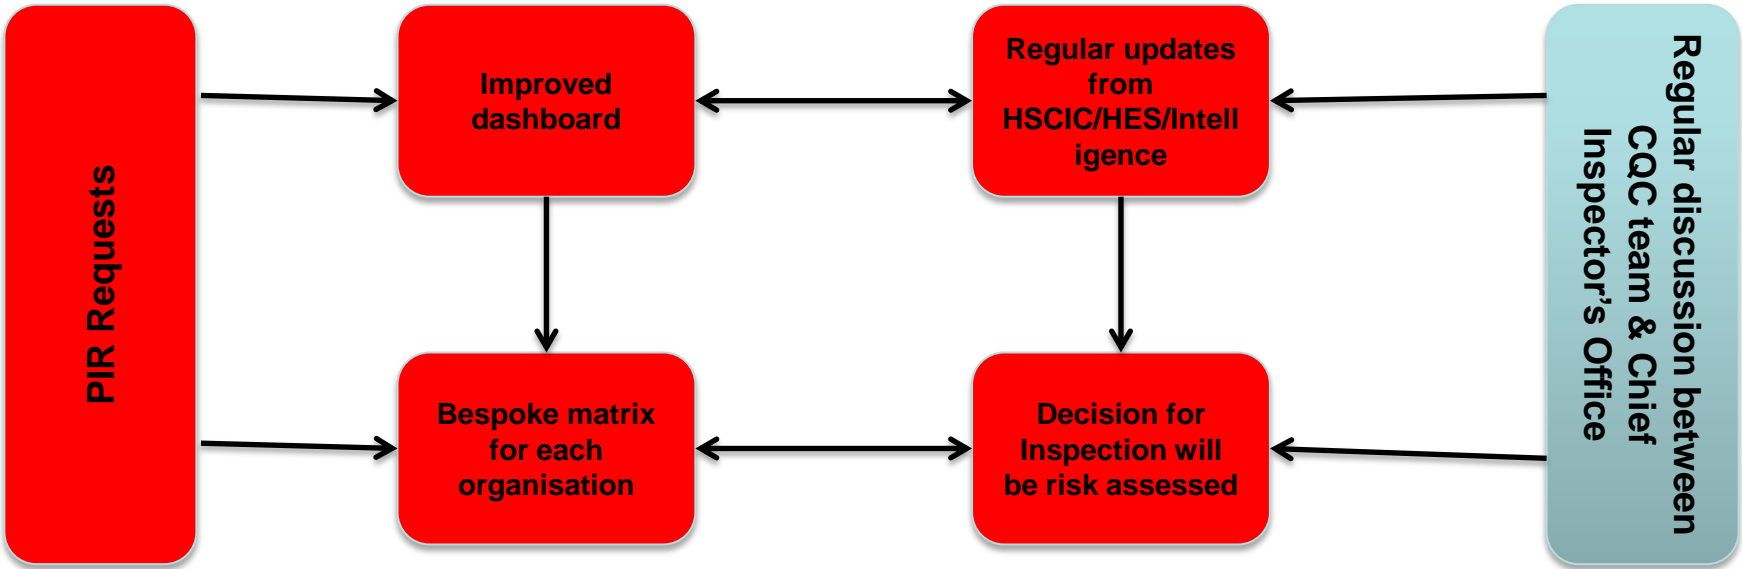 PIR Requests
Improved
dashboard
Regular updates
from
HSCIC/HES/Intell
igence
Bespoke matrix
for each
organisation
Decision for
Inspection will
be risk assessed
Regular discussion between
CQC team & Chief
Inspector’s Office